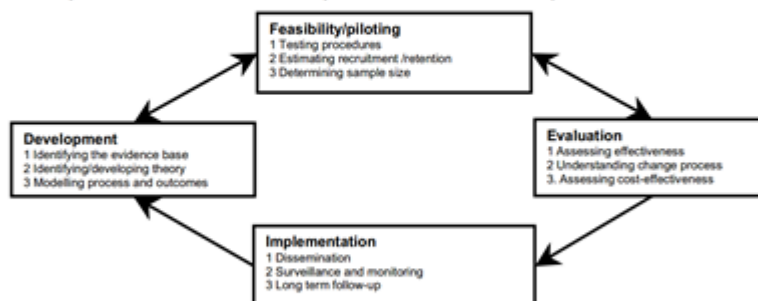 Feasibility/piloting
1 Testing procedures
2 Estimating recruitment /retention
3 Determining sample size
Development
1 Identifying the evidence base
2 Identifying/developing theory
3 Modelling process and outcomes
Evaluation
1 Assessing effectiveness
2 Understanding change process
3. Assessing cost-effectiveness
Implementation
1 Dissemination
2 Surveillance and monitoring
3 Long term follow-up